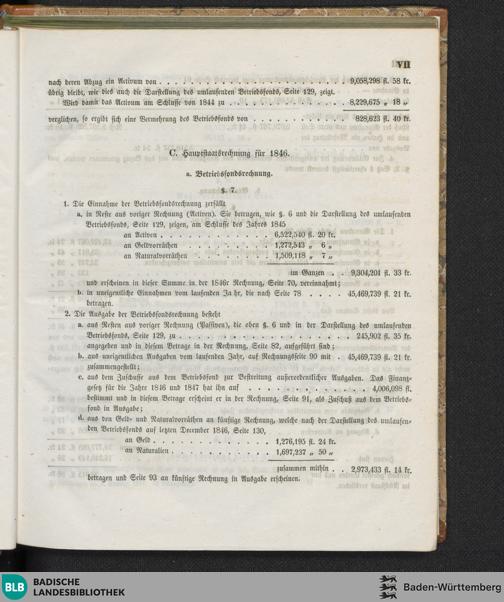 VII
nach deren Abzug ein Activum von . . . . . . . . . . 9,058,298 fl. 58 kr.
übrig bleibt, wie dies auch die Darstellung des umlaufenden Betriebsfonds, Seite 129, zeigt.
Wird damit das Activum am Schlusse von 1844 zu . . . . . . . 8,229,675 „ 18 „
verglichen, so ergibt sich eine Vermehrung des Betriebsfonds von . . . . . . . 828,623 fl. 40 kr.
C. Hauptstaatsrechnung für 1846.
a. Betriebsfondsrechnung.
§. 7.
1. Die Einnahme der Betriebsfondsrechnung zerfällt
a. in Reste aus voriger Rechnung (Activen). Sie betragen, wie §. 6 und die Darstellung des umlaufenden
Betriebsfonds, Seite 129, zeigen, am Schlusse des Jahres 1845
an Activen . . . . . . . . . 6,522,540 fl. 20 kr.
an Geldvorräthen . . . . . . . 1,272,543 „ 6 „
an Naturalvorräthen . . . . . . 1,509,118 „ 7 „
im Ganzen . . 9,304,201 fl. 33 kr.
und erscheinen in dieser Summe in der 1846r Rechnung, Seite 70, vereinnahmt;
b. in uneigentliche Einnahmen vom laufenden Jahr, die nach Seite 78 . . . . 45,469,739 fl. 21 kr.
betragen.
2. Die Ausgabe der Betriebsfondsrechnung besteht
a. aus Resten aus voriger Rechnung (Passiven), die oben §. 6 und in der Darstellung des umlaufenden
Betriebsfonds, Seite 129, zu . . . . . . . . . . . 245,902 fl. 35 kr.
angegeben und in diesem Betrage in der Rechnung, Seite 82, aufgeführt sind;
b. aus uneigentlichen Ausgaben vom laufenden Jahr, auf Rechnungsseite 90 mit . 45,469,739 fl. 21 kr.
zusammengestellt;
c. aus dem Zuschusse aus dem Betriebsfond zur Bestreitung außerordentlicher Ausgaben. Das Finanz-
gesetz für die Jahre 1846 und 1847 hat ihn auf . . . . . . . . 4,006,098 fl.
bestimmt und in diesem Betrage erscheint er in der Rechnung, Seite 91, als Zuschuß aus dem Betriebs-
fond in Ausgabe;
d. aus den Geld- und Naturalvorräthen an künftige Rechnung, welche nach der Darstellung des umlaufen-
den Betriebsfonds auf letzten December 1846, Seite 130,
an Geld . . . . . . . . . . 1,276,195 fl. 24 kr.
an Naturalien . . . . . . . . 1,697,237 „ 50 „
zusammen mithin . . 2,973,433 fl. 14 kr.
betragen und Seite 93 an künftige Rechnung in Ausgabe erscheinen.
BLB BADISCHE
LANDESBIBLIOTHEK
Baden-Württemberg